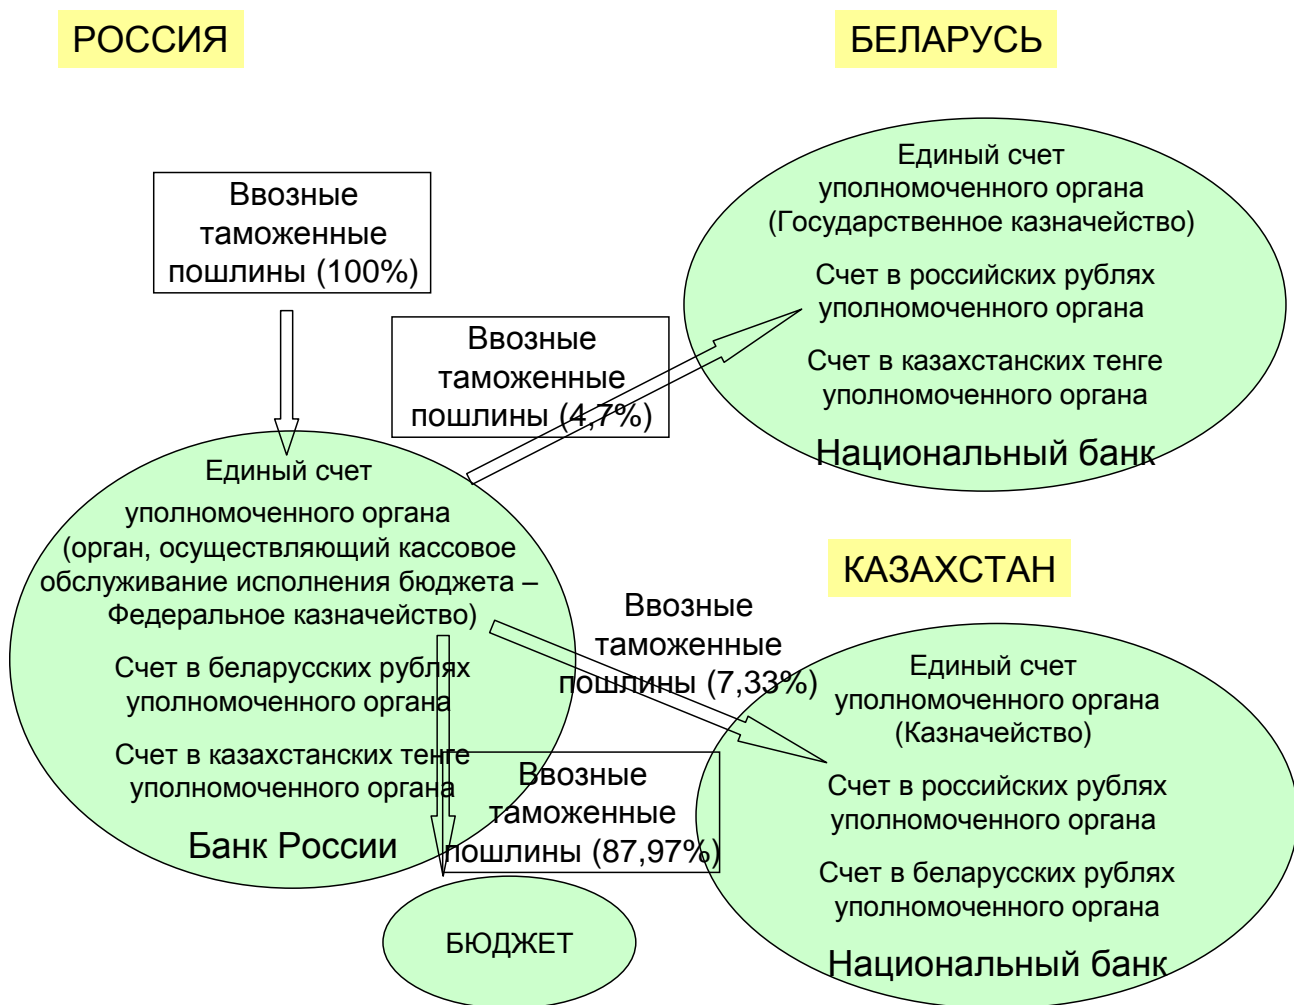 РОССИЯ
БЕЛАРУСЬ
Ввозные
таможенные
пошлины (100%)
Единый счет
уполномоченного органа
(Государственное казначейство)
Счет в российских рублях
уполномоченного органа
Счет в казахстанских тенге
уполномоченного органа
Национальный банк
Ввозные
таможенные
пошлины (4,7%)
Единый счет
уполномоченного органа
(орган, осуществляющий кассовое
обслуживание исполнения бюджета –
Федеральное казначейство)
Счет в беларусских рублях
уполномоченного органа
Счет в казахстанских тенге
уполномоченного органа
Банк России
КАЗАХСТАН
Ввозные
таможенные
пошлины (7,33%)
Единый счет
уполномоченного органа
(Казначейство)
Счет в российских рублях
уполномоченного органа
Счет в беларусских рублях
уполномоченного органа
Национальный банк
Ввозные
таможенные
пошлины (87,97%)
БЮДЖЕТ